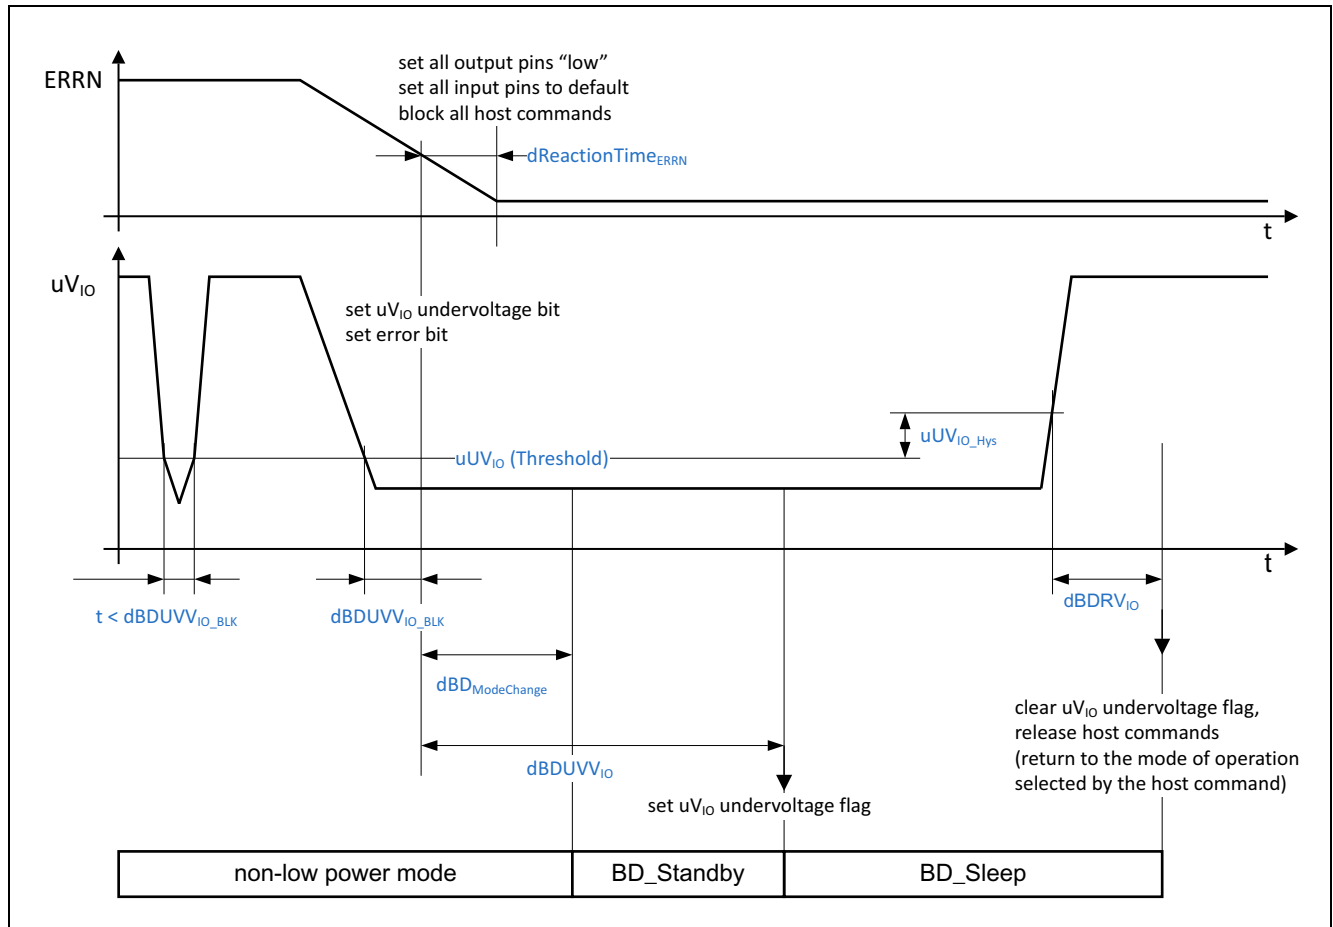 ERRN
set all output pins “low”
set all input pins to default
block all host commands
dReactionTimeERRN
t
uVIO
set uVIO undervoltage bit
set error bit
uUVIO (Threshold)
uUVIO_Hys
t
t < dBDUVVIO_BLK
dBDUVVIO_BLK
dBDRVIO
dBDModeChange
dBDUVVIO
set uVIO undervoltage flag
clear uVIO undervoltage flag,
release host commands
(return to the mode of operation
selected by the host command)
non-low power mode
BD_Standby
BD_Sleep